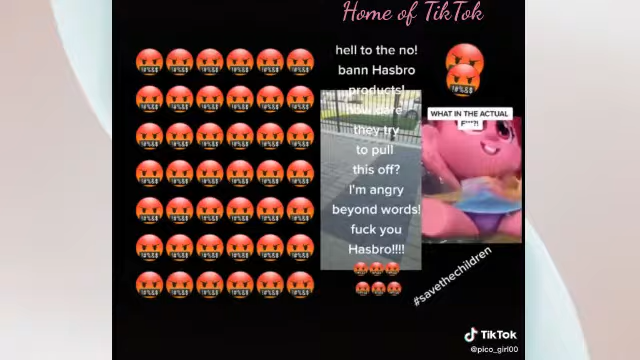 Home of TikTok
hell to the no!
bann Hasbro
products!
they try
to pull
this off?
I'm angry
beyond words!
fuck you
Hasbro!!!!
WHAT IN THE ACTUAL
F***?!
#savethechildren
TikTok
@pico_girl00